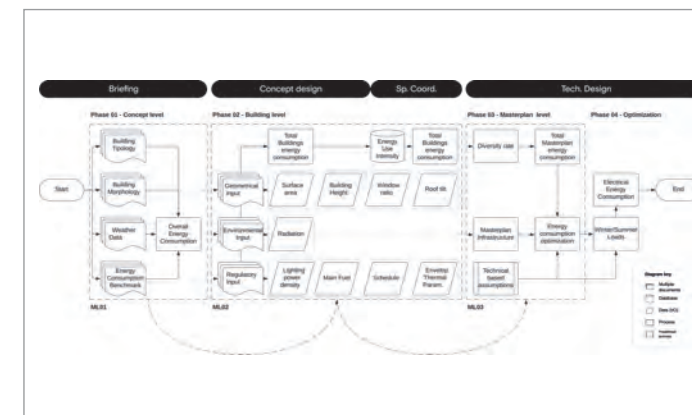 Briefing
Concept design
Sp. Coord.
Tech. Design
Phase 01 - Concept level
Phase 02 - Building level
Phase 03 - Masterplan level
Phase 04 - Optimization
Building
Tipology
Total
Buildings
energy
consumption
Energy
Use
Intensity
Total
Buildings
energy
consumption
Diversity rate
Total
Masterplan
energy
consumption
Start
Building
Morphology
Geometrical
input
Surface
area
Building
Height
Window
ratio
Roof tilt
Electrical
Energy
Consumption
End
Weather
Data
Overall
Energy
Consumption
Environmental
Input
Radiation
Masterplan
Infrastructure
Energy
consumption
optimization
Winter/Summer
Loads
Energy
Consumption
Benchmark
Regulatory
Input
Lighting
power
density
Main Fuel
Schedule
Envelop
Thermal
Param.
Technical
based
assumptions
ML01
ML02
ML03
Diagram key
Multiple
documents
Database
Process